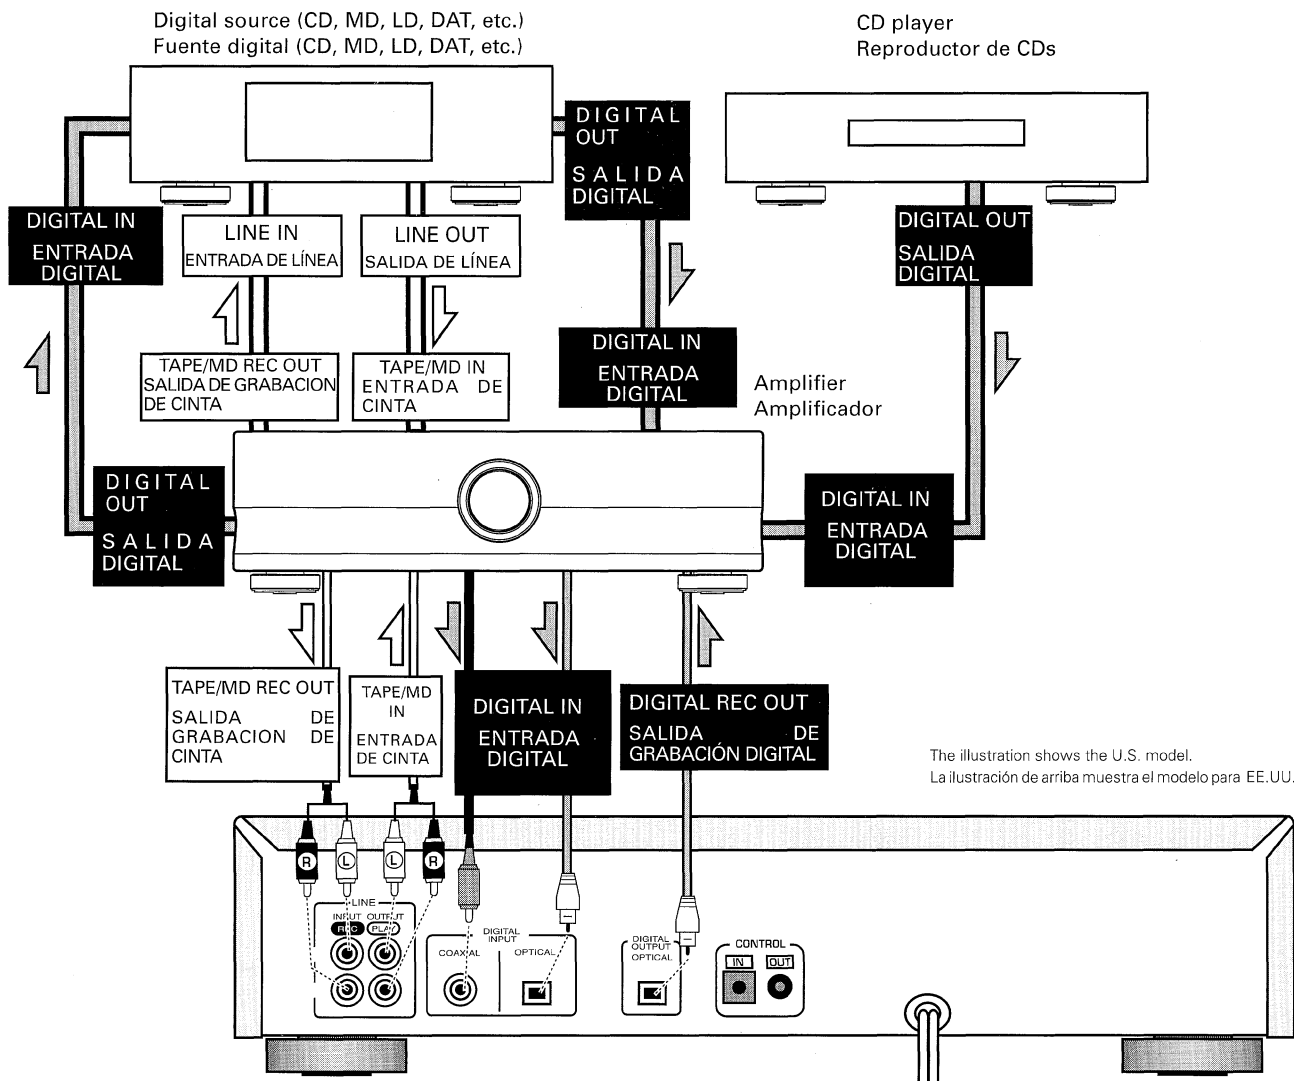 Digital source (CD, MD, LD, DAT, etc.)
Fuente digital (CD, MD, LD, DAT, etc.)
CD player
Reproductor de CDs
DIGITAL
OUT
SALIDA
DIGITAL
DIGITAL IN
ENTRADA
DIGITAL
LINE IN
ENTRADA DE LÍNEA
LINE OUT
SALIDA DE LÍNEA
DIGITAL OUT
SALIDA
DIGITAL
TAPE/MD REC OUT
SALIDA DE GRABACION
DE CINTA
TAPE/MD IN
ENTRADA DE
CINTA
DIGITAL IN
ENTRADA
DIGITAL
Amplifier
Amplificador
DIGITAL
OUT
SALIDA
DIGITAL
DIGITAL IN
ENTRADA
DIGITAL
TAPE/MD REC OUT
SALIDA DE
GRABACION DE
CINTA
TAPE/MD
IN
ENTRADA
DE CINTA
DIGITAL IN
ENTRADA
DIGITAL
DIGITAL REC OUT
SALIDA DE
GRABACIÓN DIGITAL
The illustration shows the U.S. model.
La ilustración de arriba muestra el modelo para EE.UU.
R
L
L
R
LINE
INPUT OUTPUT
REC PLAY
DIGITAL
INPUT
COAXIAL OPTICAL
DIGITAL
OUTPUT
OPTICAL
CONTROL
IN OUT